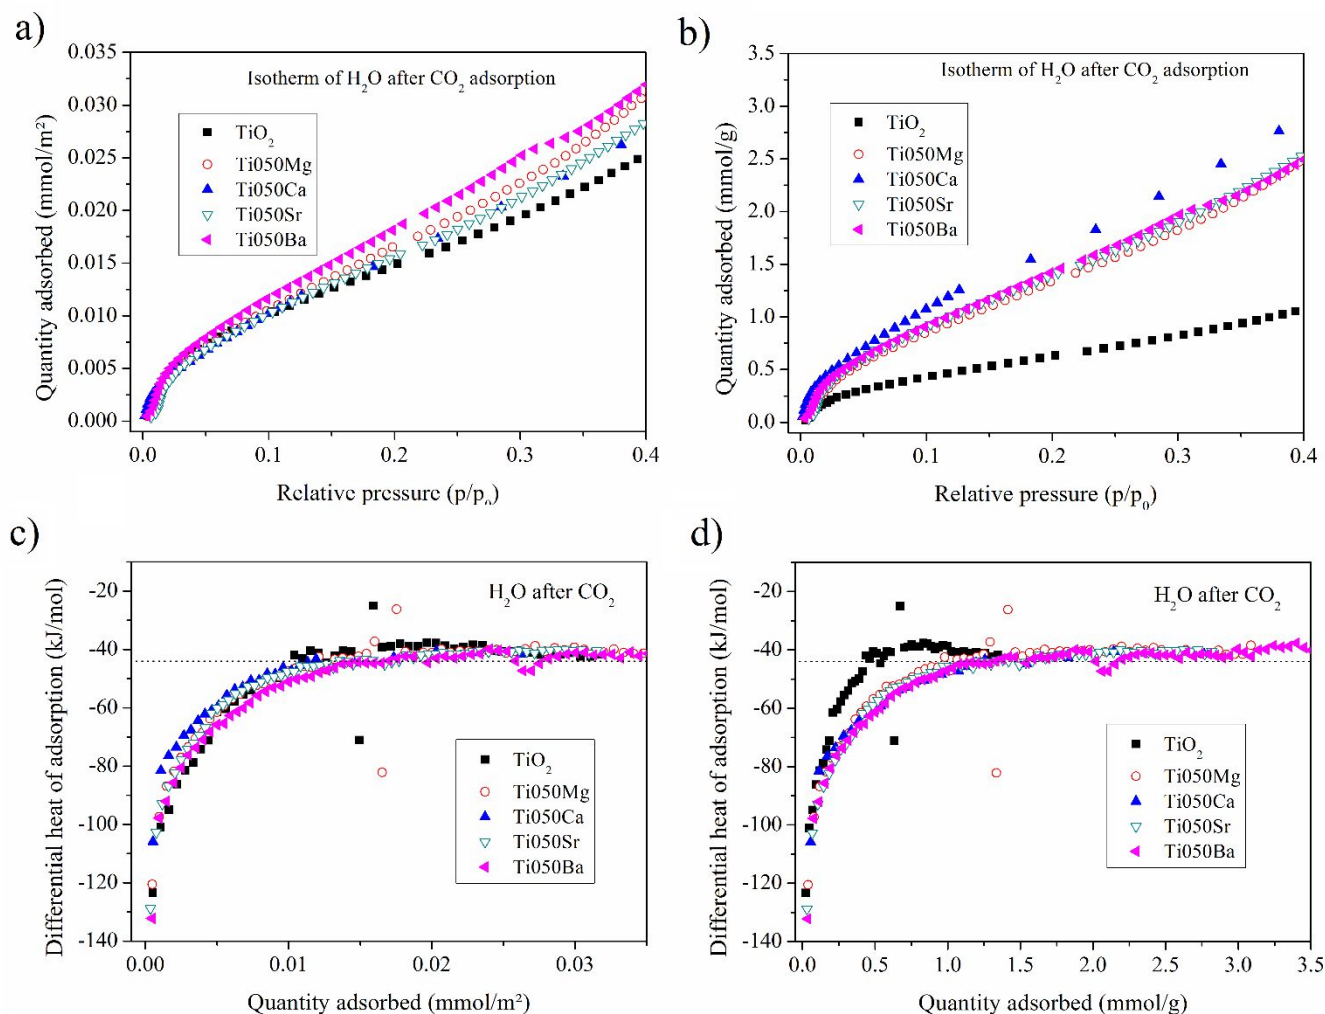 a)
Isotherm of H₂O after CO₂ adsorption
TiO₂
Ti050Mg
Ti050Ca
Ti050Sr
Ti050Ba
Quantity adsorbed (mmol/m²)
0.035
0.030
0.025
0.020
0.015
0.010
0.005
0.000
0.0 0.1 0.2 0.3 0.4
Relative pressure (p/p₀)
b)
Isotherm of H₂O after CO₂ adsorption
TiO₂
Ti050Mg
Ti050Ca
Ti050Sr
Ti050Ba
Quantity adsorbed (mmol/g)
3.5
3.0
2.5
2.0
1.5
1.0
0.5
0.0
0.0 0.1 0.2 0.3 0.4
Relative pressure (p/p₀)
c)
H₂O after CO₂
Differential heat of adsorption (kJ/mol)
-20
-40
-60
-80
-100
-120
-140
TiO₂
Ti050Mg
Ti050Ca
Ti050Sr
Ti050Ba
0.00 0.01 0.02 0.03
Quantity adsorbed (mmol/m²)
d)
H₂O after CO₂
Differential heat of adsorption (kJ/mol)
-20
-40
-60
-80
-100
-120
-140
TiO₂
Ti050Mg
Ti050Ca
Ti050Sr
Ti050Ba
0.0 0.5 1.0 1.5 2.0 2.5 3.0 3.5
Quantity adsorbed (mmol/g)